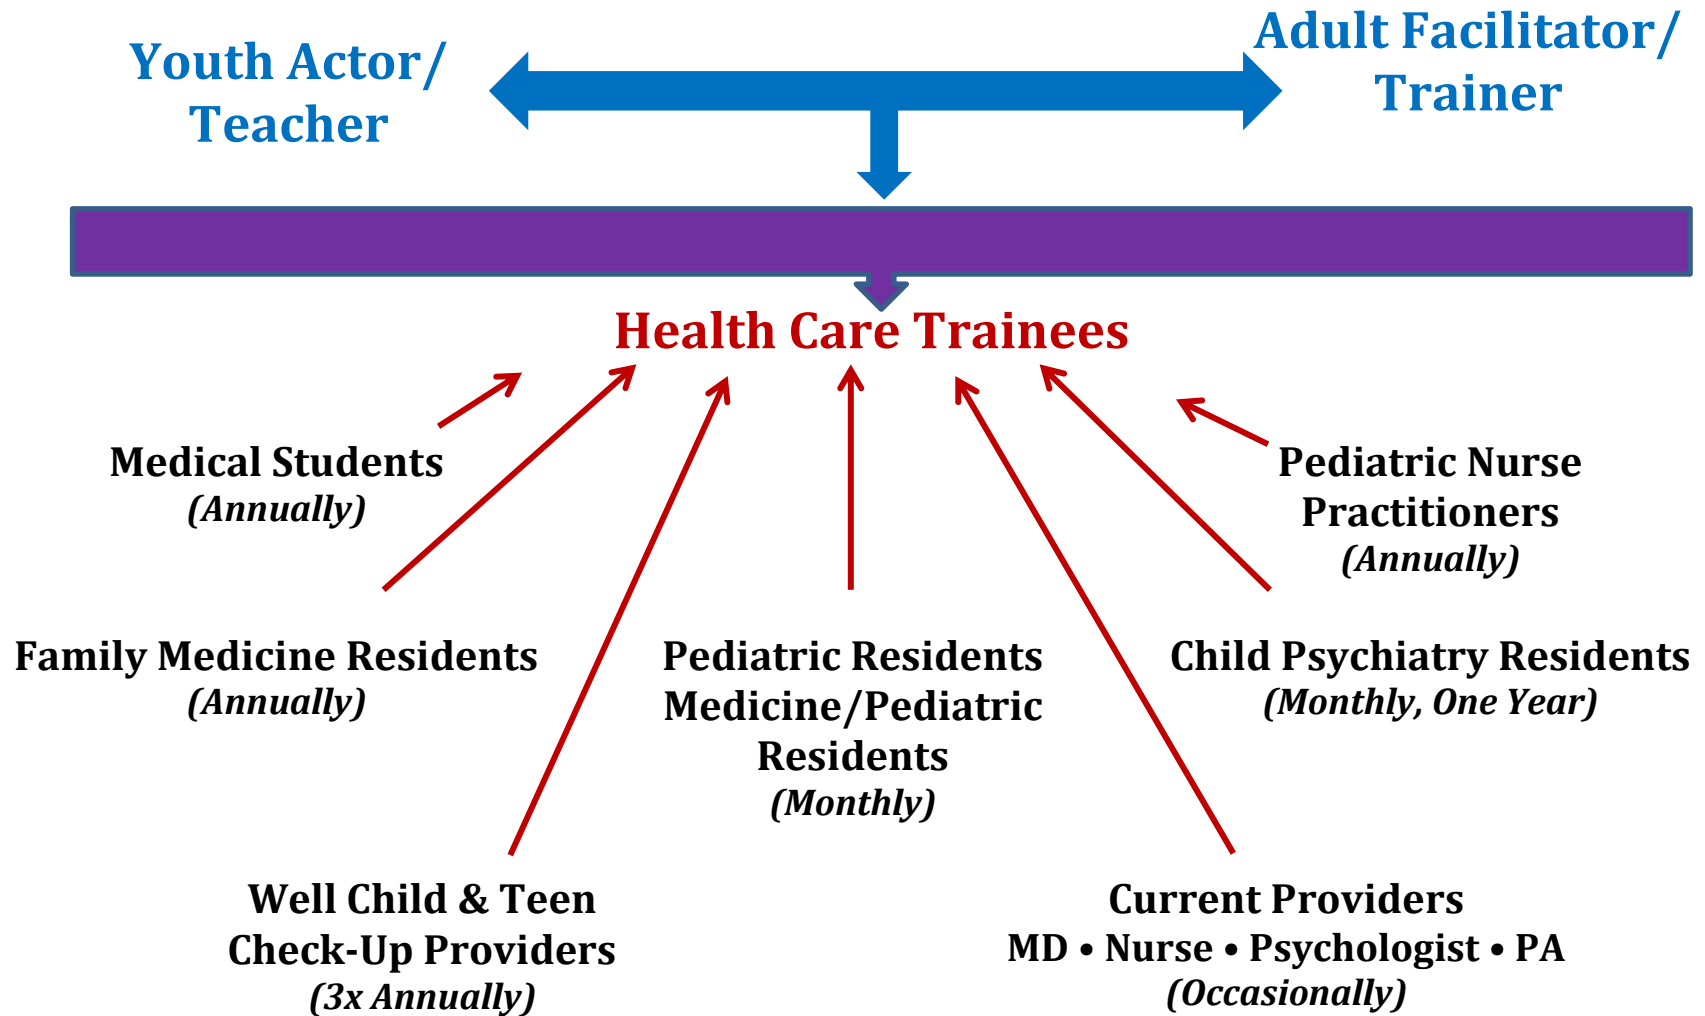 Youth Actor/
Teacher
Adult Facilitator/
Trainer
Health Care Trainees
Medical Students
(Annually)
Pediatric Nurse
Practitioners
(Annually)
Family Medicine Residents
(Annually)
Pediatric Residents
Medicine/Pediatric
Residents
(Monthly)
Child Psychiatry Residents
(Monthly, One Year)
Well Child & Teen
Check-Up Providers
(3x Annually)
Current Providers
MD • Nurse • Psychologist • PA
(Occasionally)